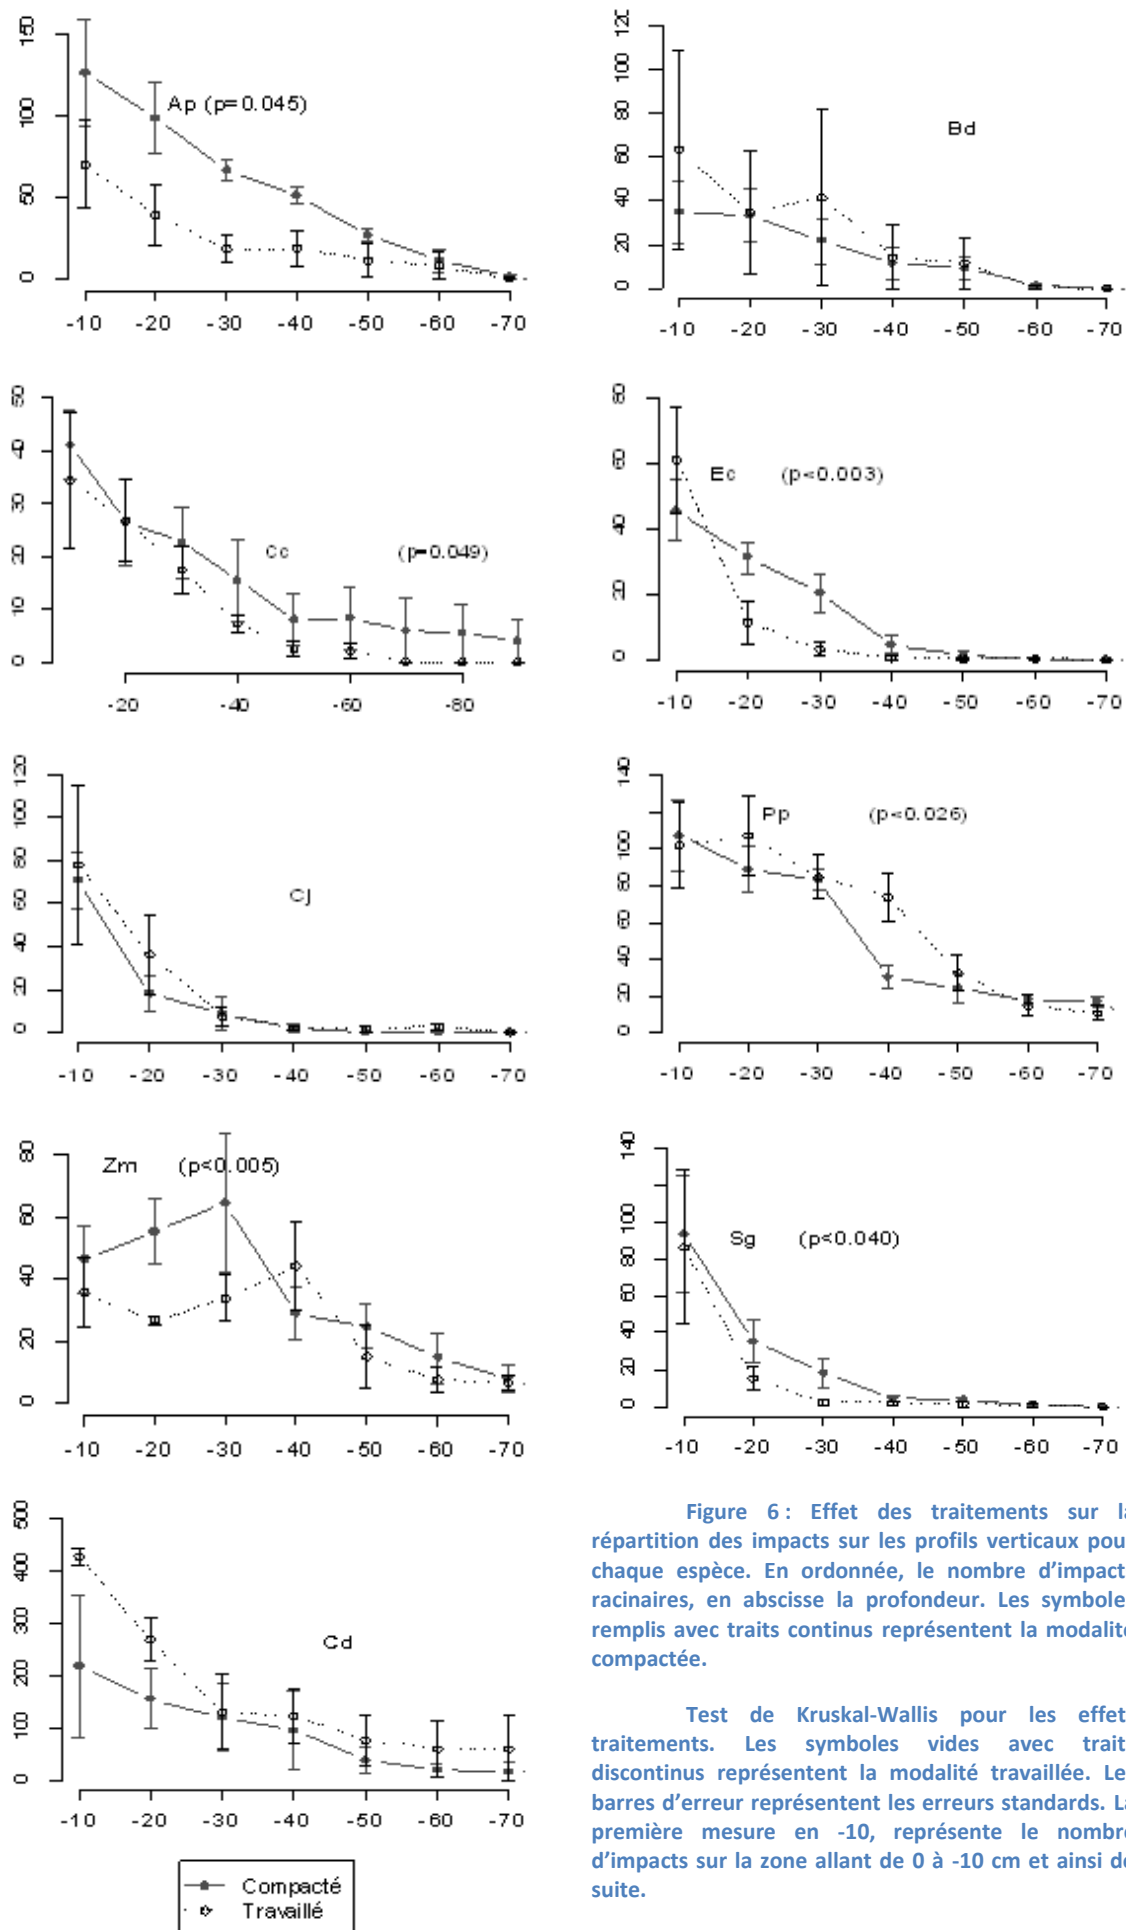 150
100
50
0
Ap (p=0.045)
-10 -20 -30 -40 -50 -60 -70
120
100
80
60
40
20
0
Bd
-10 -20 -30 -40 -50 -60 -70
50
40
30
20
10
0
Cc (p=0.049)
-20 -40 -60 -80
80
60
40
20
0
Ec (p<0.003)
-10 -20 -30 -40 -50 -60 -70
120
100
80
60
40
20
0
Cj
-10 -20 -30 -40 -50 -60 -70
140
100
80
60
40
20
0
Pp (p<0.026)
-10 -20 -30 -40 -50 -60 -70
80
60
40
20
0
Zm (p<0.005)
-10 -20 -30 -40 -50 -60 -70
140
100
80
60
40
20
0
Sg (p<0.040)
-10 -20 -30 -40 -50 -60 -70
500
400
300
200
100
0
Cd
-10 -20 -30 -40 -50 -60 -70
Compacté
Travaillé
Figure 6 : Effet des traitements sur la
répartition des impacts sur les profils verticaux pou
chaque espèce. En ordonnée, le nombre d'impact
racinaires, en abscisse la profondeur. Les symbole
remplis avec traits continus représentent la modalité
compactée.
Test de Kruskal-Wallis pour les effet
traitements. Les symboles vides avec trait
discontinus représentent la modalité travaillée. Le
barres d'erreur représentent les erreurs standards. La
première mesure en -10, représente le nombre
d'impacts sur la zone allant de 0 à -10 cm et ainsi de
suite.